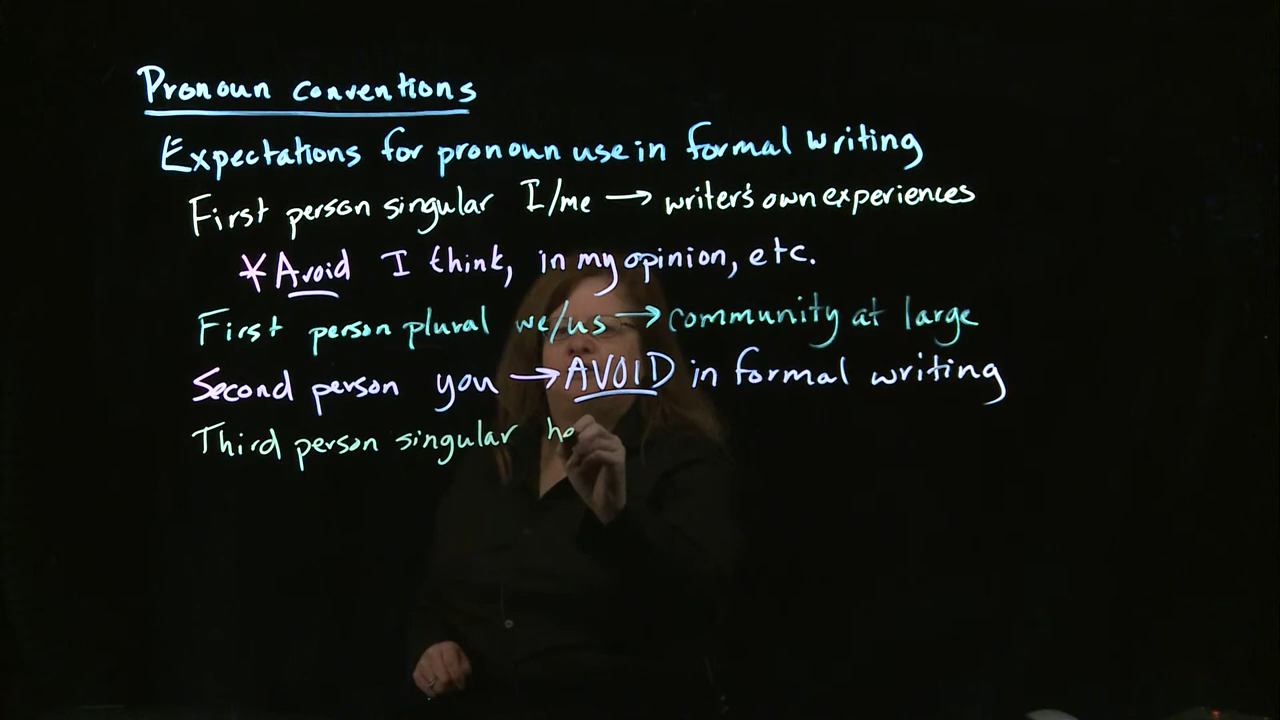 Pronoun conventions
Expectations for pronoun use in formal writing
First person singular I/me → writer's own experiences
*Avoid I think, in my opinion, etc.
First person plural we/us → community at large
Second person you → AVOID in formal writing
Third person singular he